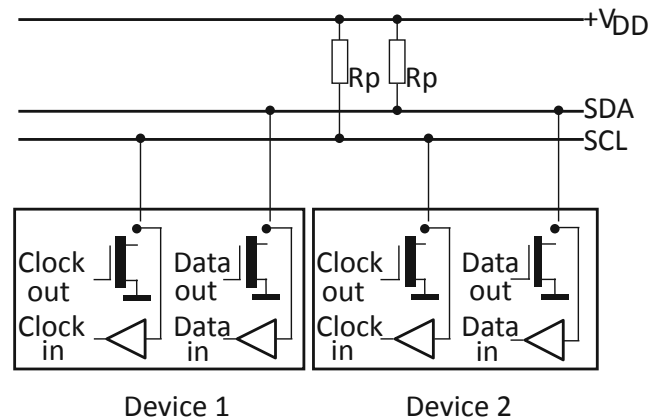 +VDD
Rp Rp
SDA
SCL
Clock out
Data out
Clock out
Data out
Clock in
Data in
Clock in
Data in
Device 1 Device 2